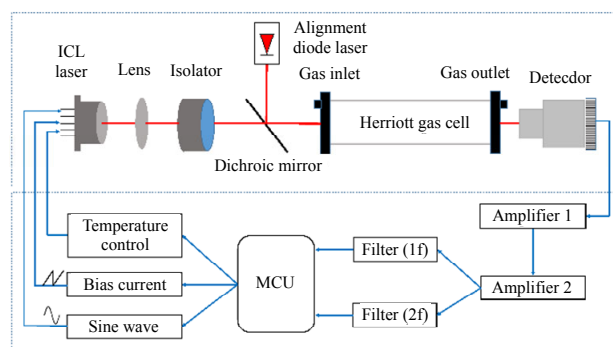 Alignment
diode laser
ICL
laser
Lens
Isolator
Gas inlet
Gas outlet
Detecdor
Herriott gas cell
Dichroic mirror
Temperature
control
Bias current
Sine wave
MCU
Filter (1f)
Filter (2f)
Amplifier 1
Amplifier 2